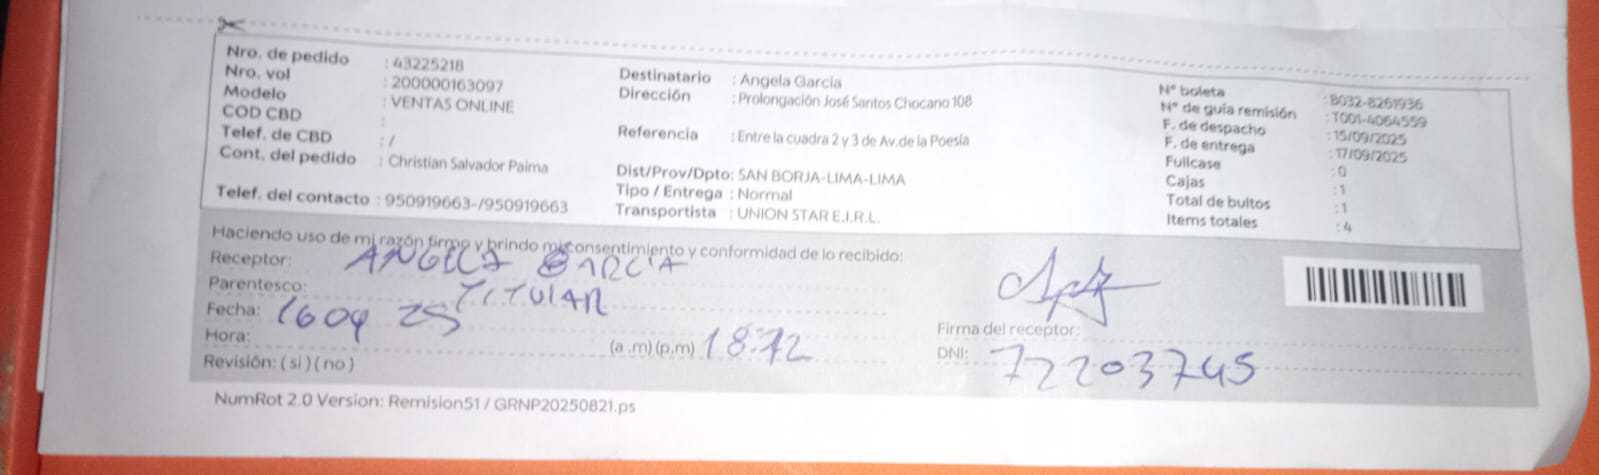 Nro. de pedido : 43225218
Nro. vol : 200000163097
Modelo : VENTAS ONLINE
COD CBD :
Telef. de CBD : /
Cont. del pedido : Christian Salvador Paima
Telef. del contacto : 950919663-/950919663
Destinatario : Angela Garcia
Dirección : Prolongación José Santos Chocano 108
Referencia : Entre la cuadra 2 y 3 de Av.de la Poesía
Dist/Prov/Dpto: SAN BORJA-LIMA-LIMA
Tipo / Entrega : Normal
Transportista : UNION STAR E.I.R.L.
N° boleta : B032-8261936
N° de guía remisión : T001-4064559
F. de despacho : 15/09/2025
F. de entrega : 17/09/2025
Fullcase : 0
Cajas : 1
Total de bultos : 1
Items totales : 4
Haciendo uso de mi razón firmo y brindo mi consentimiento y conformidad de lo recibido:
Receptor: ANGELA GARCIA
Parentesco: TITULAR
Fecha: 1609 25
Hora: (a .m) (p.m) 18:12
Revisión: ( si ) ( no )
Firma del receptor:
DNI: 72203745
NumRot 2.0 Version: Remision51 / GRNP20250821.ps